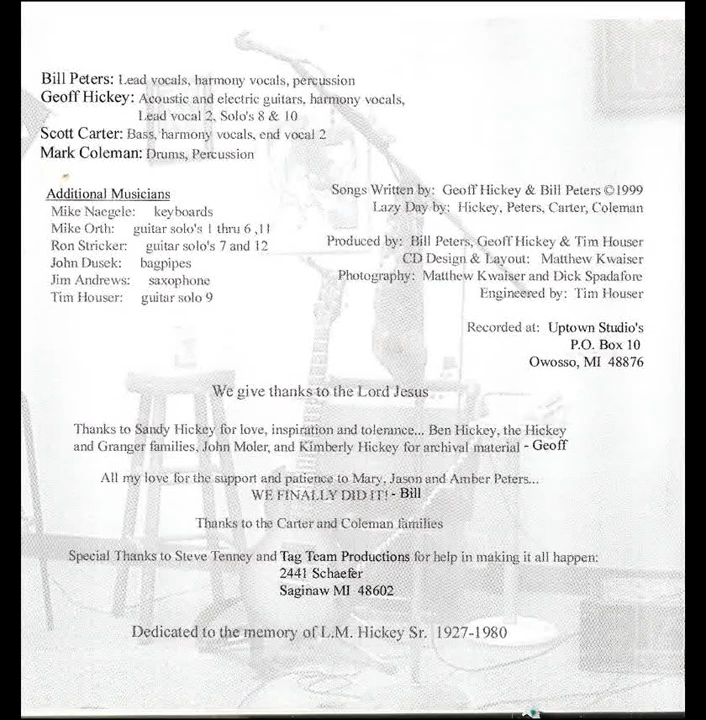 Bill Peters: Lead vocals, harmony vocals, percussion
Geoff Hickey: Acoustic and electric guitars, harmony vocals,
Lead vocal 2, Solo's 8 & 10
Scott Carter: Bass, harmony vocals, end vocal 2
Mark Coleman: Drums, Percussion
Additional Musicians
Mike Naegele: keyboards
Mike Orth: guitar solo's 1 thru 6 ,11
Ron Stricker: guitar solo's 7 and 12
John Dusek: bagpipes
Jim Andrews: saxophone
Tim Houser: guitar solo 9
Songs Written by: Geoff Hickey & Bill Peters ©1999
Lazy Day by: Hickey, Peters, Carter, Coleman
Produced by: Bill Peters, Geoff Hickey & Tim Houser
CD Design & Layout: Matthew Kwaiser
Photography: Matthew Kwaiser and Dick Spadafore
Engineered by: Tim Houser
Recorded at: Uptown Studio's
P.O. Box 10
Owosso, MI 48876
We give thanks to the Lord Jesus
Thanks to Sandy Hickey for love, inspiration and tolerance... Ben Hickey, the Hickey
and Granger families, John Moler, and Kimberly Hickey for archival material - Geoff
All my love for the support and patience to Mary, Jason and Amber Peters...
WE FINALLY DID IT! - Bill
Thanks to the Carter and Coleman families
Special Thanks to Steve Tenney and Tag Team Productions for help in making it all happen:
2441 Schaefer
Saginaw MI 48602
Dedicated to the memory of L.M. Hickey Sr. 1927-1980